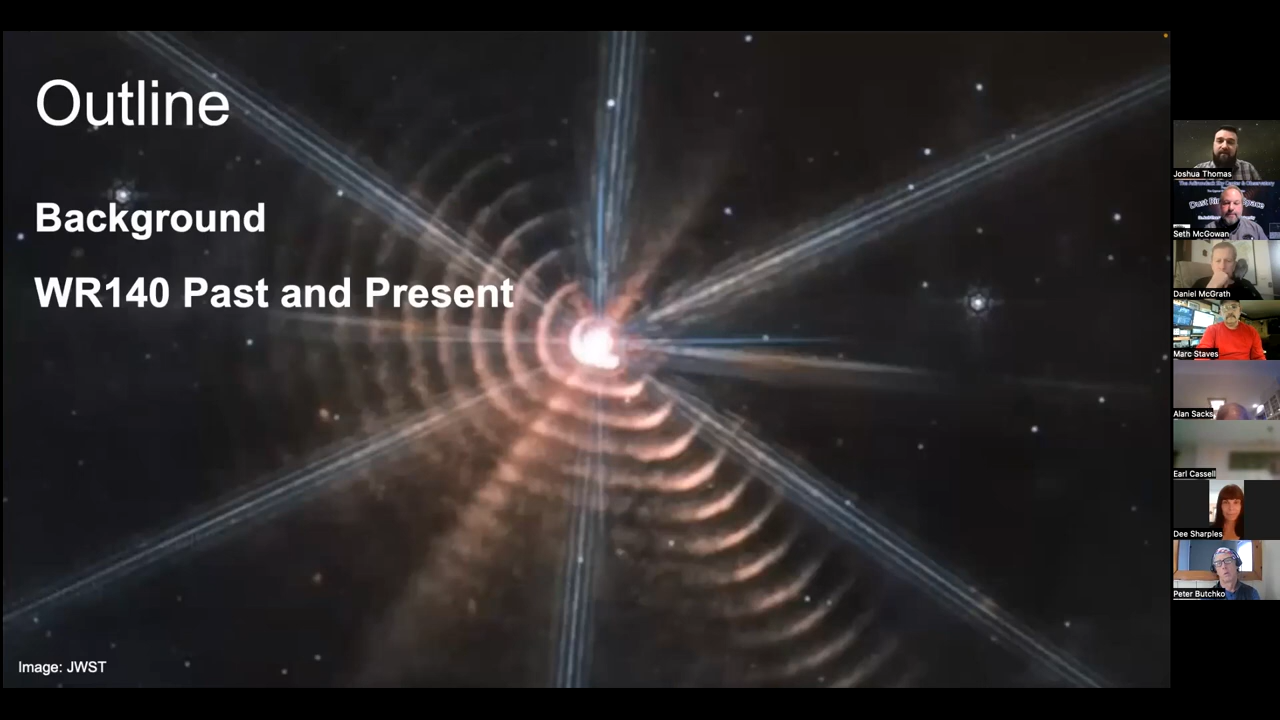 Outline
Background
WR140 Past and Present
Image: JWST
Joshua Thomas
Seth McGowan
Daniel McGrath
Marc Staves
Alan Sacks
Earl Cassell
Dee Sharples
Peter Butchko